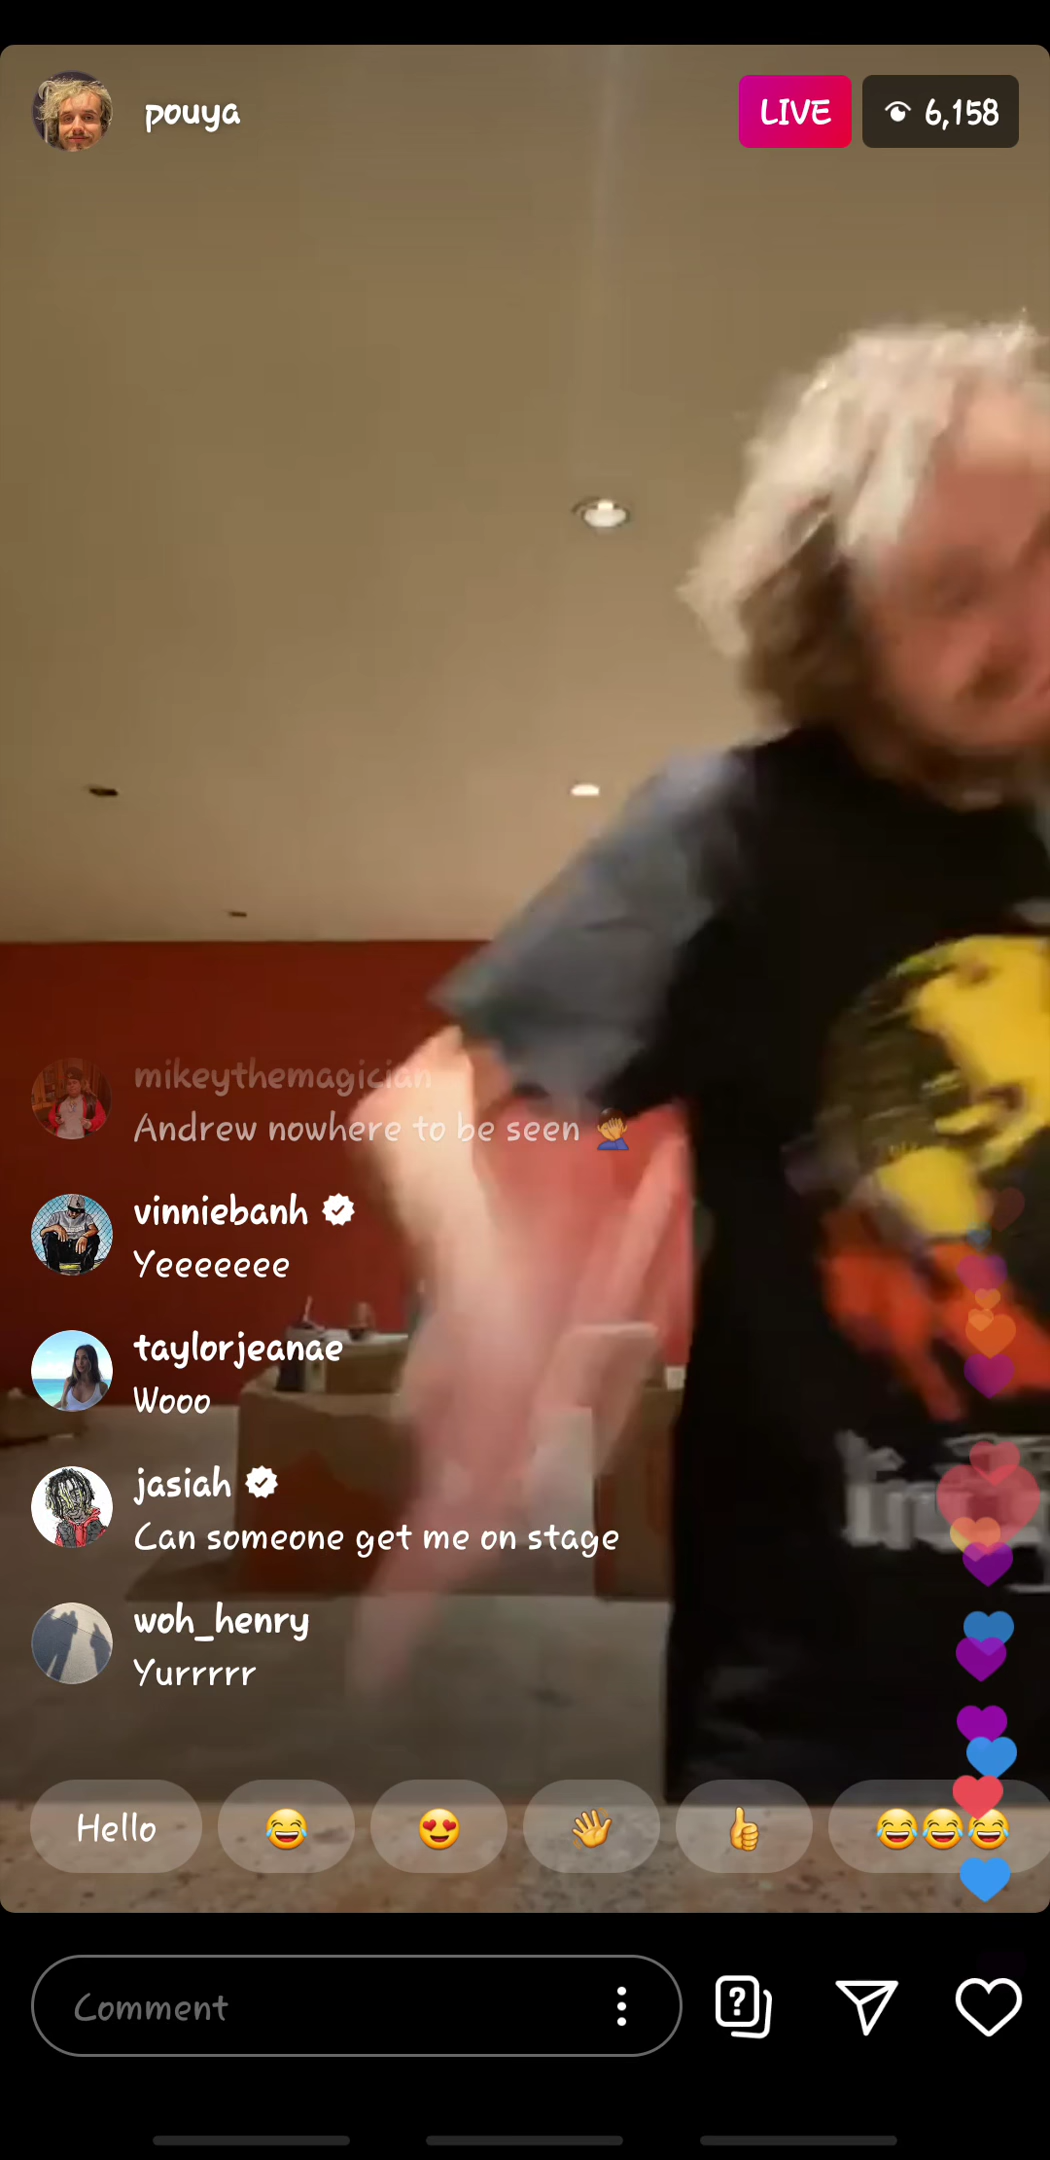 pouya
LIVE 6,158
mikeythemagician
Andrew nowhere to be seen 🤦‍♂️
vinniebanh
Yeeeeeee
taylorjeanae
Wooo
jasiah
Can someone get me on stage
woh_henry
Yurrrrr
Hello 😂 😍 👋 👍 😂😂😂
Comment